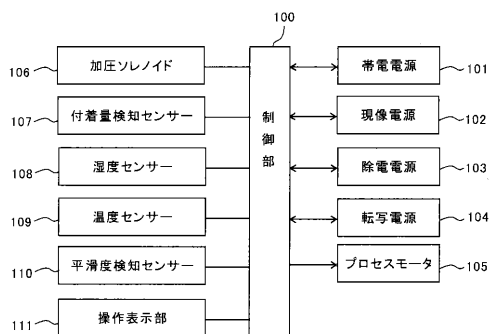 100
106
加圧ソレノイド
107
付着量検知センサー
108
湿度センサー
109
温度センサー
110
平滑度検知センサー
111
操作表示部
制御部
帯電電源
101
現像電源
102
除電電源
103
転写電源
104
プロセスモータ
105